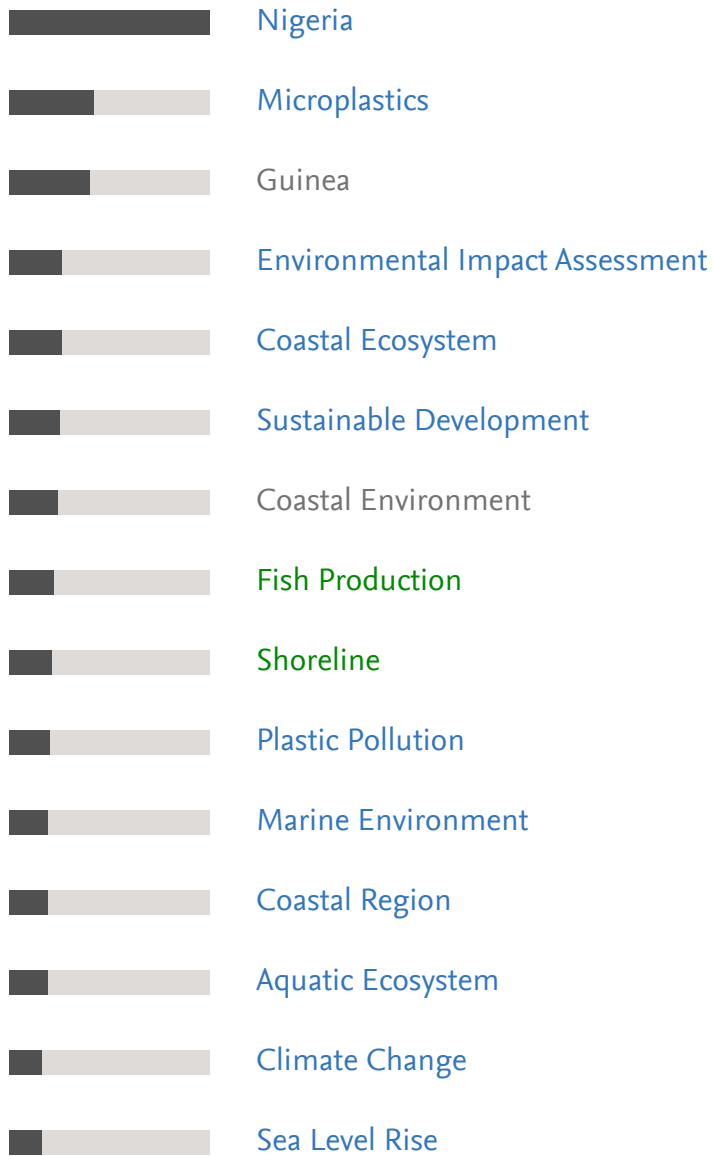 Nigeria
Microplastics
Guinea
Environmental Impact Assessment
Coastal Ecosystem
Sustainable Development
Coastal Environment
Fish Production
Shoreline
Plastic Pollution
Marine Environment
Coastal Region
Aquatic Ecosystem
Climate Change
Sea Level Rise